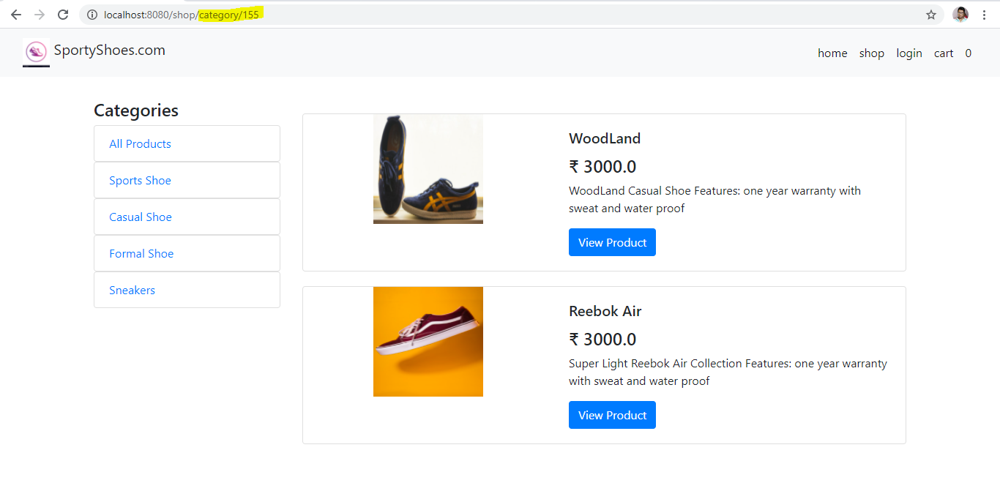 localhost:8080/shop/category/155
SportyShoes.com
home shop login cart 0
Categories
All Products
Sports Shoe
Casual Shoe
Formal Shoe
Sneakers
WoodLand
₹ 3000.0
WoodLand Casual Shoe Features: one year warranty with
sweat and water proof
View Product
Reebok Air
₹ 3000.0
Super Light Reebok Air Collection Features: one year warranty
with sweat and water proof
View Product